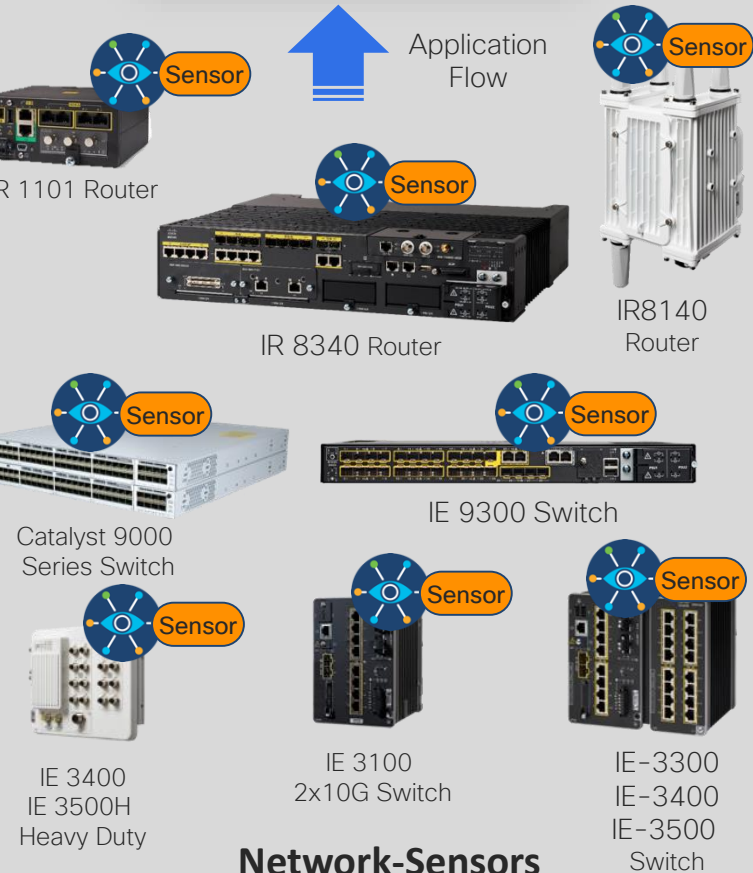 Application
Flow
Sensor
Sensor
R 1101 Router
Sensor
IR 8340 Router
IR8140
Router
Sensor
Sensor
Catalyst 9000
Series Switch
IE 9300 Switch
Sensor
Sensor
Sensor
IE 3400
IE 3500H
Heavy Duty
IE 3100
2x10G Switch
IE-3300
IE-3400
IE-3500
Switch
Network-Sensors